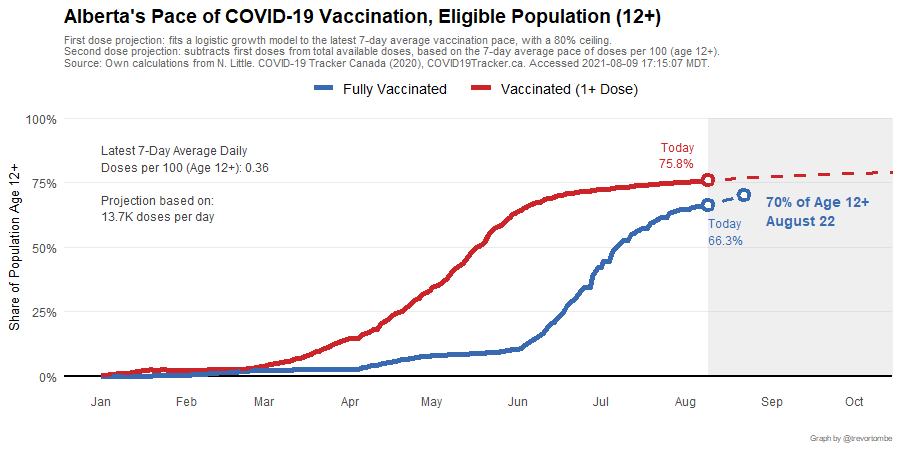 Alberta's Pace of COVID-19 Vaccination, Eligible Population (12+)
First dose projection: fits a logistic growth model to the latest 7-day average vaccination pace, with a 80% ceiling.
Second dose projection: subtracts first doses from total available doses, based on the 7-day average pace of doses per 100 (age 12+).
Source: Own calculations from N. Little. COVID-19 Tracker Canada (2020), COVID19Tracker.ca. Accessed 2021-08-09 17:15:07 MDT.
Fully Vaccinated
Vaccinated (1+ Dose)
Share of Population Age 12+
100%
75%
50%
25%
0%
Latest 7-Day Average Daily
Doses per 100 (Age 12+): 0.36
Projection based on:
13.7K doses per day
Today
75.8%
Today
66.3%
70% of Age 12+
August 22
Jan
Feb
Mar
Apr
May
Jun
Jul
Aug
Sep
Oct
Graph by @trevortombe